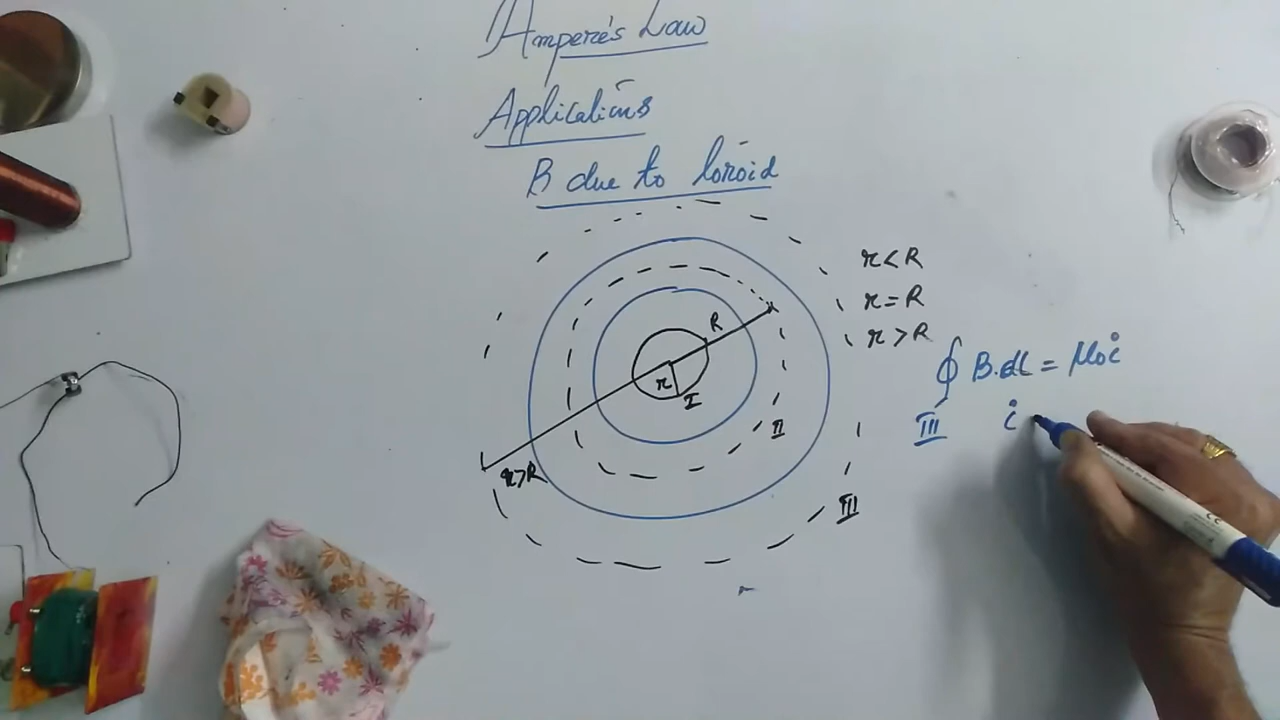 Ampere's Law
Applications
B due to Toroid
r<R
r=R
r>R
R
r
I
II
r>R
III
∮ B.dl = μ0i
III i